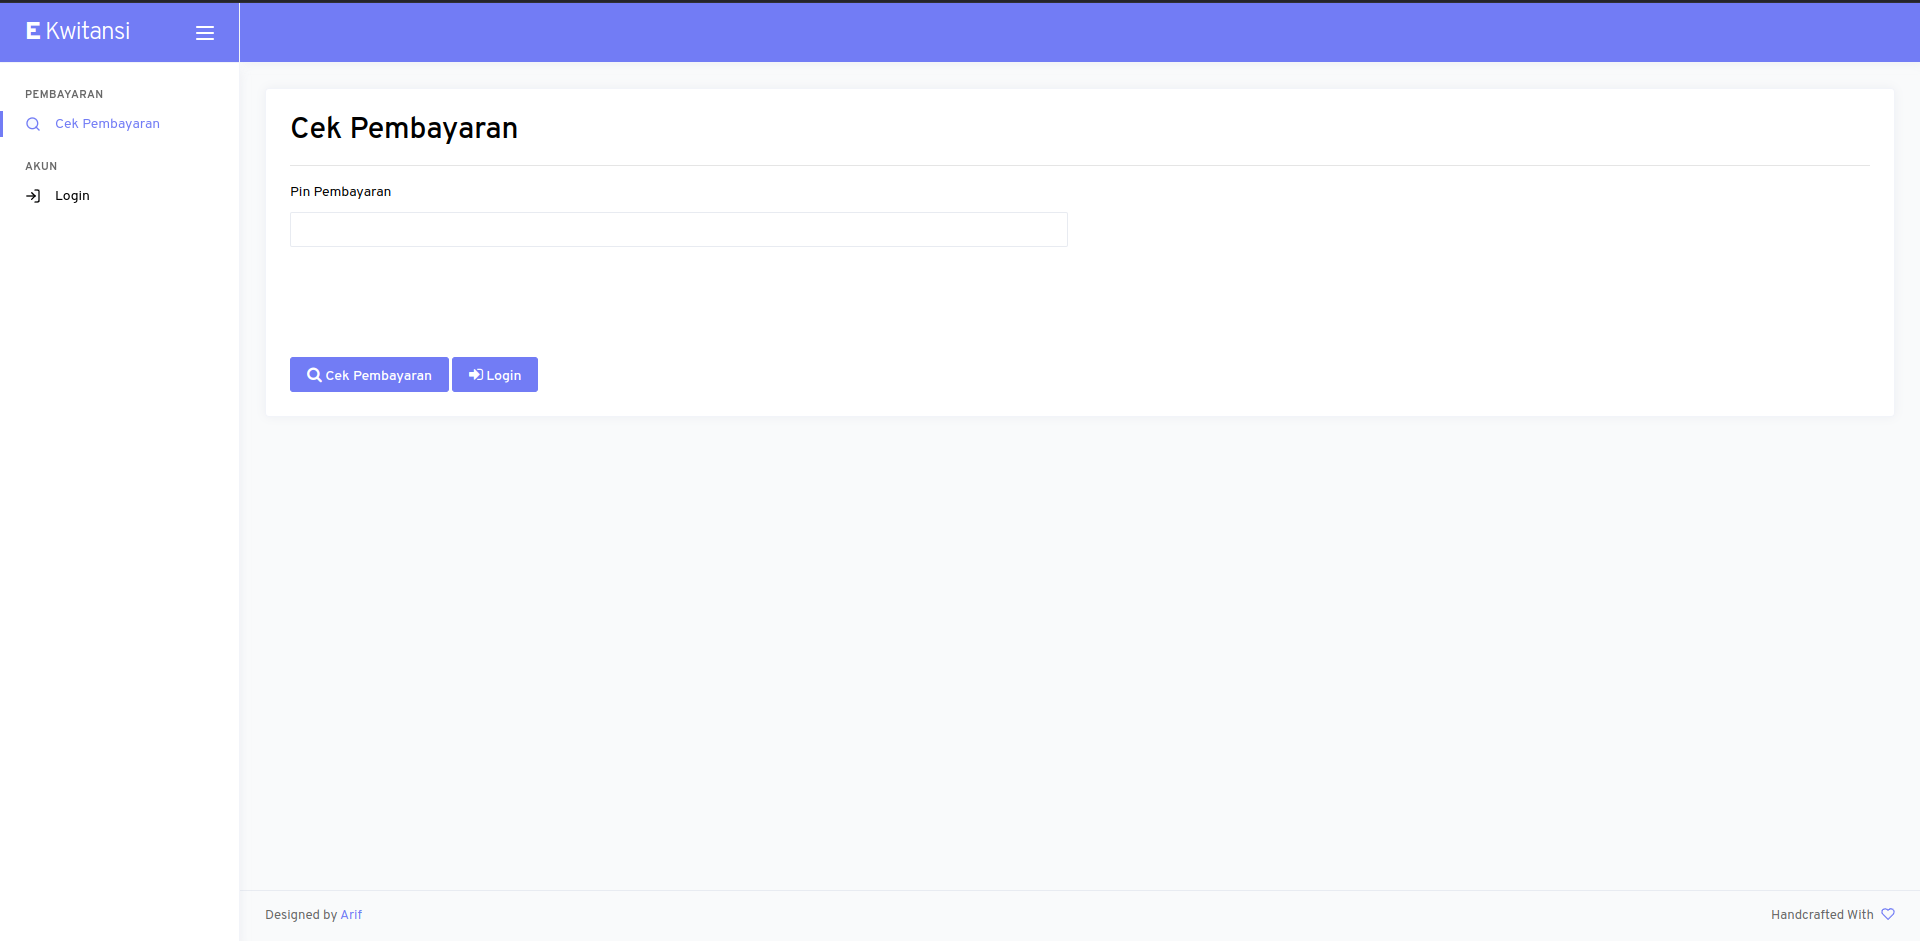 E Kwitansi
PEMBAYARAN
Cek Pembayaran
AKUN
Login
Cek Pembayaran
Pin Pembayaran
Cek Pembayaran Login
Designed by Arif
Handcrafted With